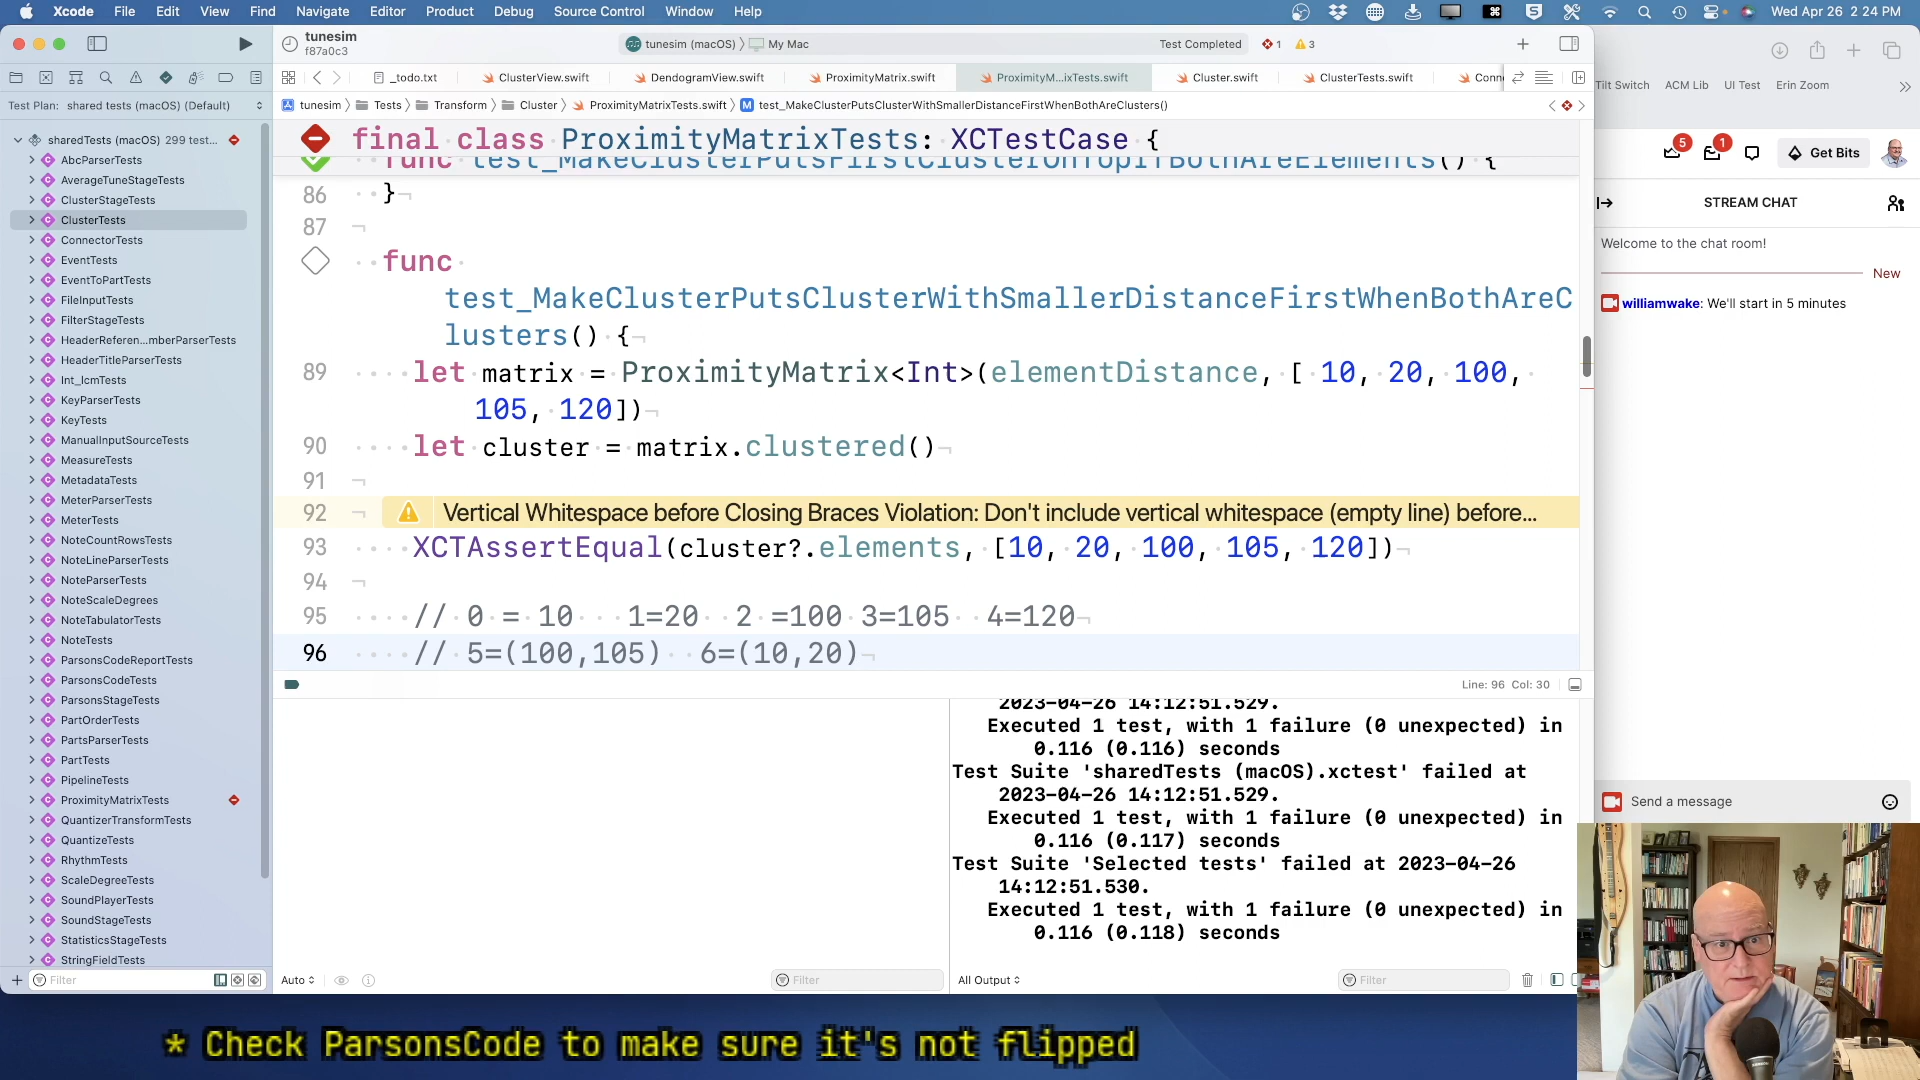 Xcode File Edit View Find Navigate Editor Product Debug Source Control Window Help Wed Apr 26 2 24 PM
tunesim
f87a0c3
tunesim (macOS) My Mac Test Completed 1 3
_todo.txt ClusterView.swift DendogramView.swift ProximityMatrix.swift ProximityM...ixTests.swift Cluster.swift ClusterTests.swift Conn
Test Plan: shared tests (macOS) (Default)
tunesim Tests Transform Cluster ProximityMatrixTests.swift test_MakeClusterPutsClusterWithSmallerDistanceFirstWhenBothAreClusters()
sharedTests (macOS) 299 test...
AbcParserTests
AverageTuneStageTests
ClusterStageTests
ClusterTests
ConnectorTests
EventTests
EventToPartTests
FileInputTests
FilterStageTests
HeaderReferen...mberParserTests
HeaderTitleParserTests
Int_lcmTests
KeyParserTests
KeyTests
ManualInputSourceTests
MeasureTests
MetadataTests
MeterParserTests
MeterTests
NoteCountRowsTests
NoteLineParserTests
NoteParserTests
NoteScaleDegrees
NoteTabulatorTests
NoteTests
ParsonsCodeReportTests
ParsonsCodeTests
ParsonsStageTests
PartOrderTests
PartsParserTests
PartTests
PipelineTests
ProximityMatrixTests
QuantizerTransformTests
QuantizeTests
RhythmTests
ScaleDegreeTests
SoundPlayerTests
SoundStageTests
StatisticsStageTests
StringFieldTests
Filter
final class ProximityMatrixTests: XCTestCase {
func test_MakeClusterPutsFirstClusterOnTopIfBothAreElements() {
86 }
87
func
test_MakeClusterPutsClusterWithSmallerDistanceFirstWhenBothAreC
lusters() {
89 let matrix = ProximityMatrix<Int>(elementDistance, [ 10, 20, 100,
105, 120])
90 let cluster = matrix.clustered()
91
92 Vertical Whitespace before Closing Braces Violation: Don't include vertical whitespace (empty line) before...
93 XCTAssertEqual(cluster?.elements, [10, 20, 100, 105, 120])
94
95 // 0 = 10 1=20 2 =100 3=105 4=120
96 // 5=(100,105) 6=(10,20)
Line: 96 Col: 30
2023-04-26 14:12:51.529.
Executed 1 test, with 1 failure (0 unexpected) in
0.116 (0.116) seconds
Test Suite 'sharedTests (macOS).xctest' failed at
2023-04-26 14:12:51.529.
Executed 1 test, with 1 failure (0 unexpected) in
0.116 (0.117) seconds
Test Suite 'Selected tests' failed at 2023-04-26
14:12:51.530.
Executed 1 test, with 1 failure (0 unexpected) in
0.116 (0.118) seconds
Auto Filter All Output Filter
Tilt Switch ACM Lib UI Test Erin Zoom
5 1 Get Bits
STREAM CHAT
Welcome to the chat room!
New
williamwake: We'll start in 5 minutes
Send a message
* Check ParsonsCode to make sure it's not flipped